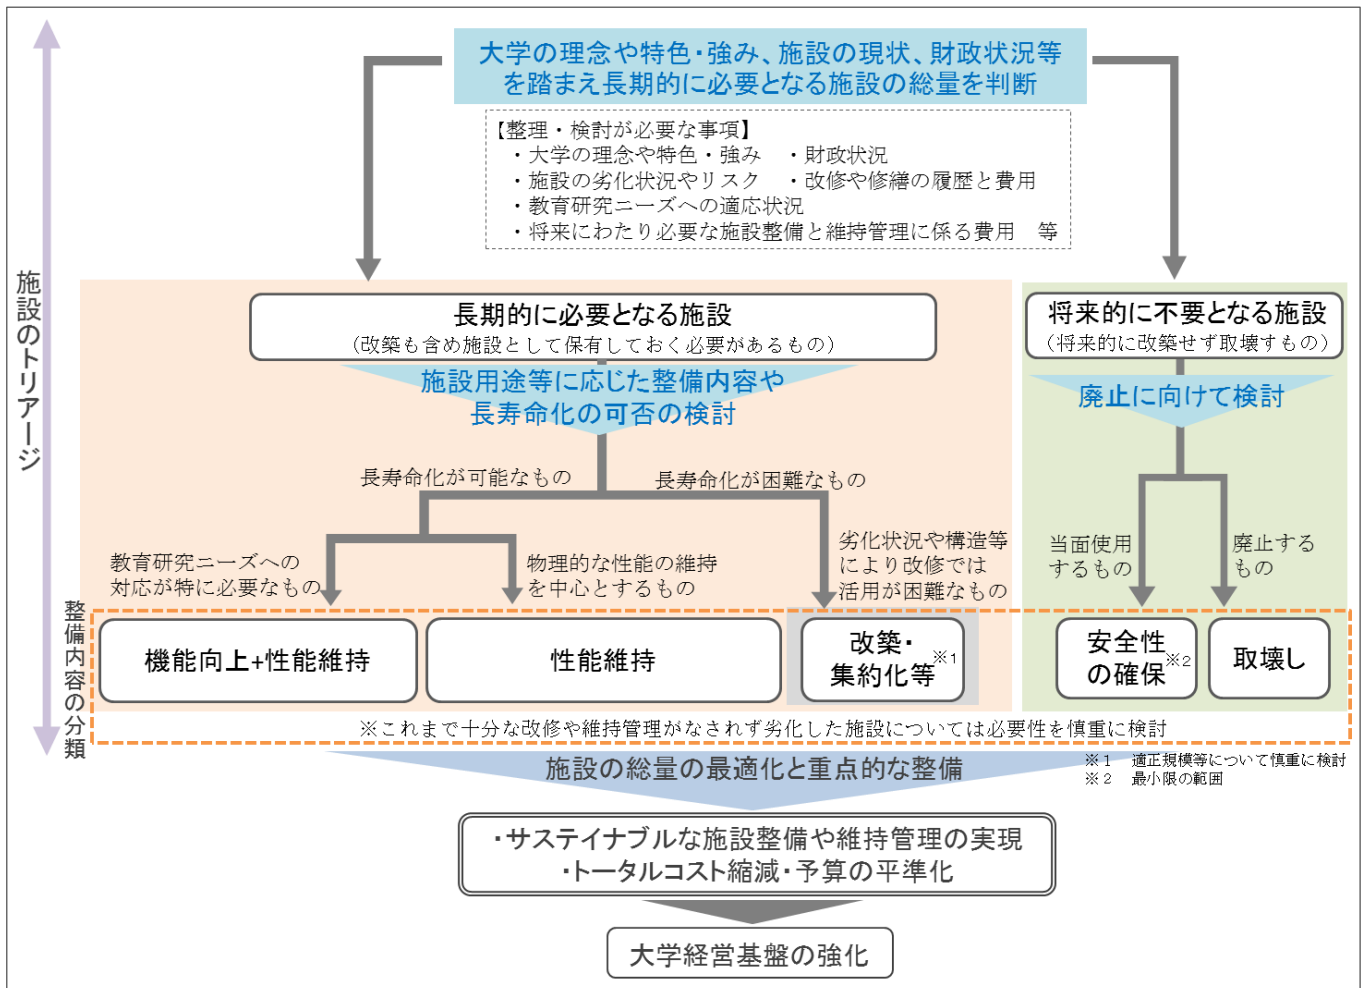 大学の理念や特色・強み、施設の現状、財政状況等
を踏まえ長期的に必要となる施設の総量を判断
【整理・検討が必要な事項】
・大学の理念や特色・強み ・財政状況
・施設の劣化状況やリスク ・改修や修繕の履歴と費用
・教育研究ニーズへの適応状況
・将来にわたり必要な施設整備と維持管理に係る費用 等
施設のトリアージ
長期的に必要となる施設
（改築も含め施設として保有しておく必要があるもの）
将来的に不要となる施設
（将来的に改築せず取壊すもの）
施設用途等に応じた整備内容や
長寿命化の可否の検討
廃止に向けて検討
長寿命化が可能なもの
長寿命化が困難なもの
教育研究ニーズへの
対応が特に必要なもの
物理的な性能の維持
を中心とするもの
劣化状況や構造等
により改修では
活用が困難なもの
当面使用
するもの
廃止する
もの
整備内容の分類
機能向上+性能維持
性能維持
改築・
集約化等※1
安全性
の確保※2
取壊し
※これまで十分な改修や維持管理がなされず劣化した施設については必要性を慎重に検討
施設の総量の最適化と重点的な整備
※１ 適正規模等について慎重に検討
※２ 最小限の範囲
・サステイナブルな施設整備や維持管理の実現
・トータルコスト縮減・予算の平準化
大学経営基盤の強化